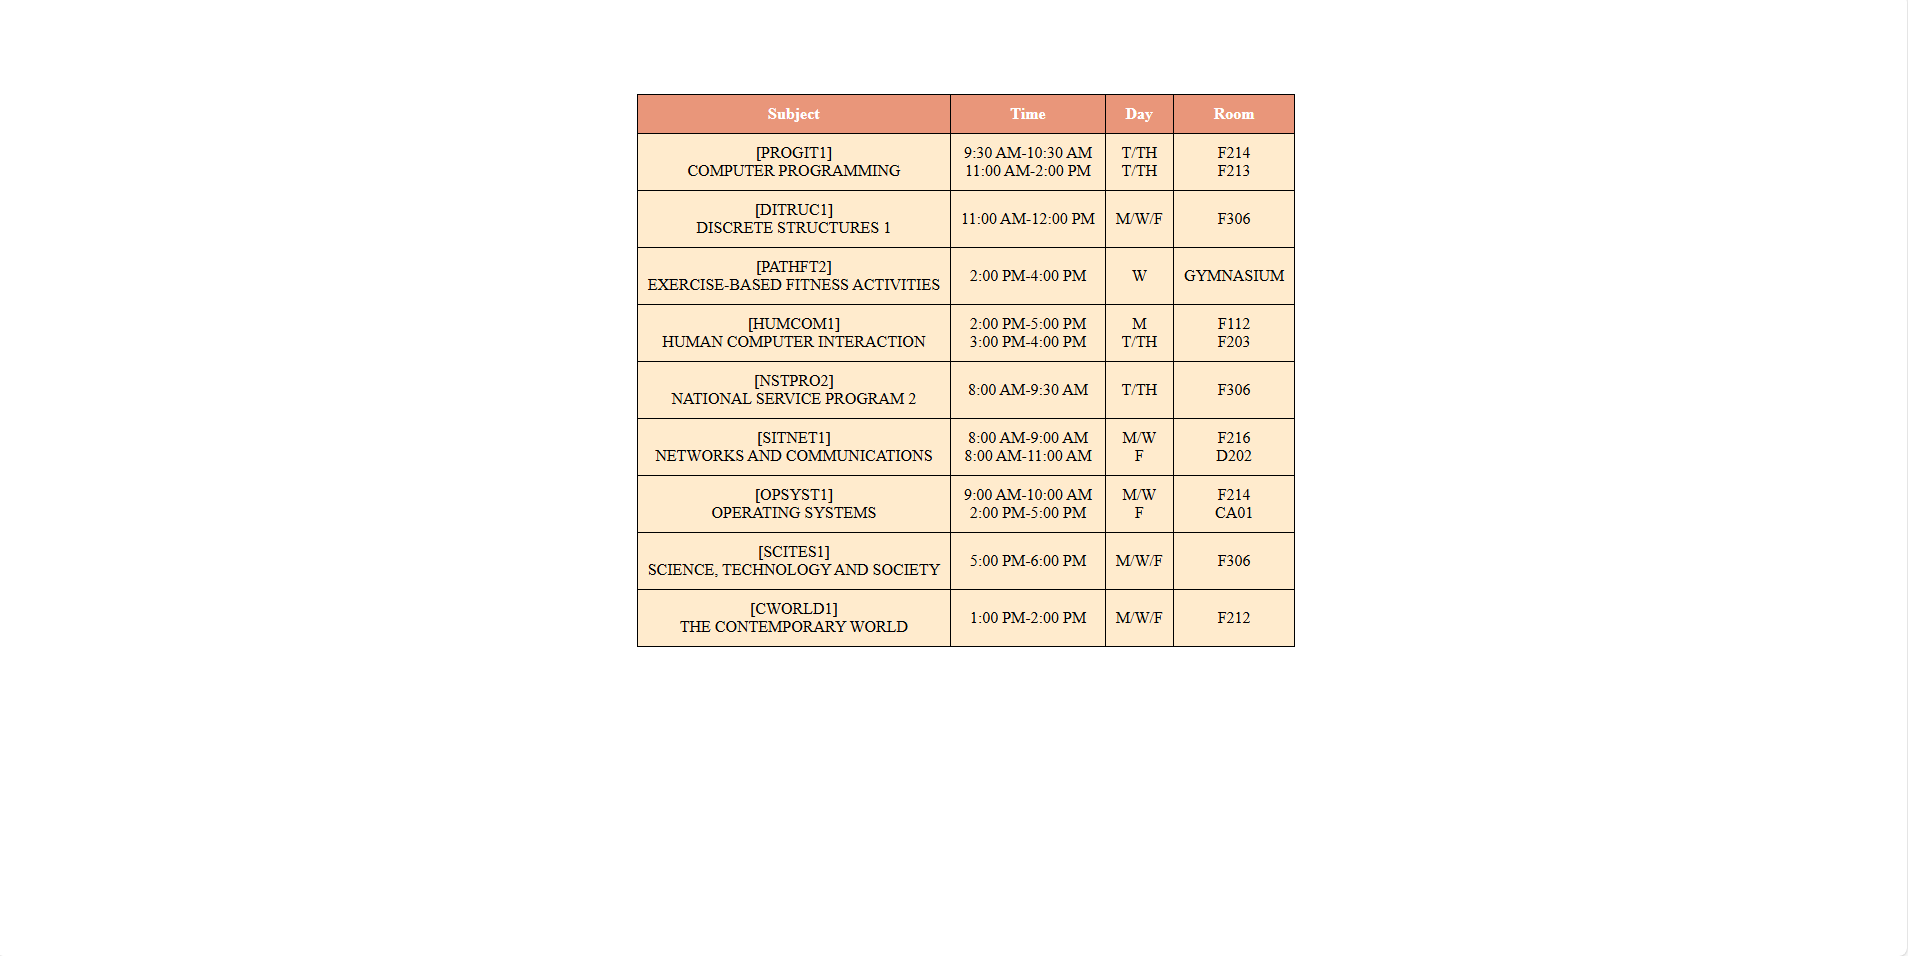 Subject Time Day Room
[PROGIT1] 9:30 AM-10:30 AM T/TH F214
COMPUTER PROGRAMMING 11:00 AM-2:00 PM T/TH F213
[DITRUC1]
DISCRETE STRUCTURES 1 11:00 AM-12:00 PM M/W/F F306
[PATHFT2]
EXERCISE-BASED FITNESS ACTIVITIES 2:00 PM-4:00 PM W GYMNASIUM
[HUMCOM1] 2:00 PM-5:00 PM M F112
HUMAN COMPUTER INTERACTION 3:00 PM-4:00 PM T/TH F203
[NSTPRO2]
NATIONAL SERVICE PROGRAM 2 8:00 AM-9:30 AM T/TH F306
[SITNET1] 8:00 AM-9:00 AM M/W F216
NETWORKS AND COMMUNICATIONS 8:00 AM-11:00 AM F D202
[OPSYST1] 9:00 AM-10:00 AM M/W F214
OPERATING SYSTEMS 2:00 PM-5:00 PM F CA01
[SCITES1]
SCIENCE, TECHNOLOGY AND SOCIETY 5:00 PM-6:00 PM M/W/F F306
[CWORLD1]
THE CONTEMPORARY WORLD 1:00 PM-2:00 PM M/W/F F212